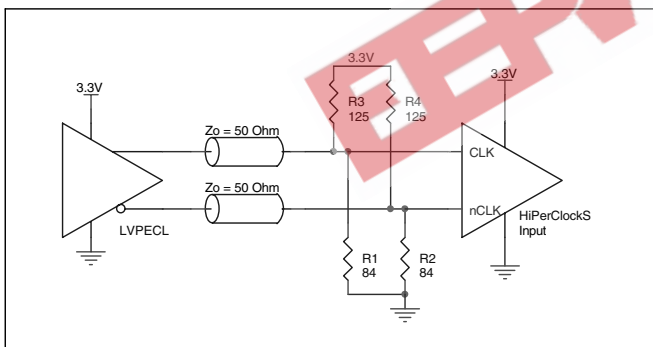 3.3V
3.3V
3.3V
R3
125
R4
125
Zo = 50 Ohm
CLK
Zo = 50 Ohm
nCLK
HiPerClockS
Input
LVPECL
R1
84
R2
84